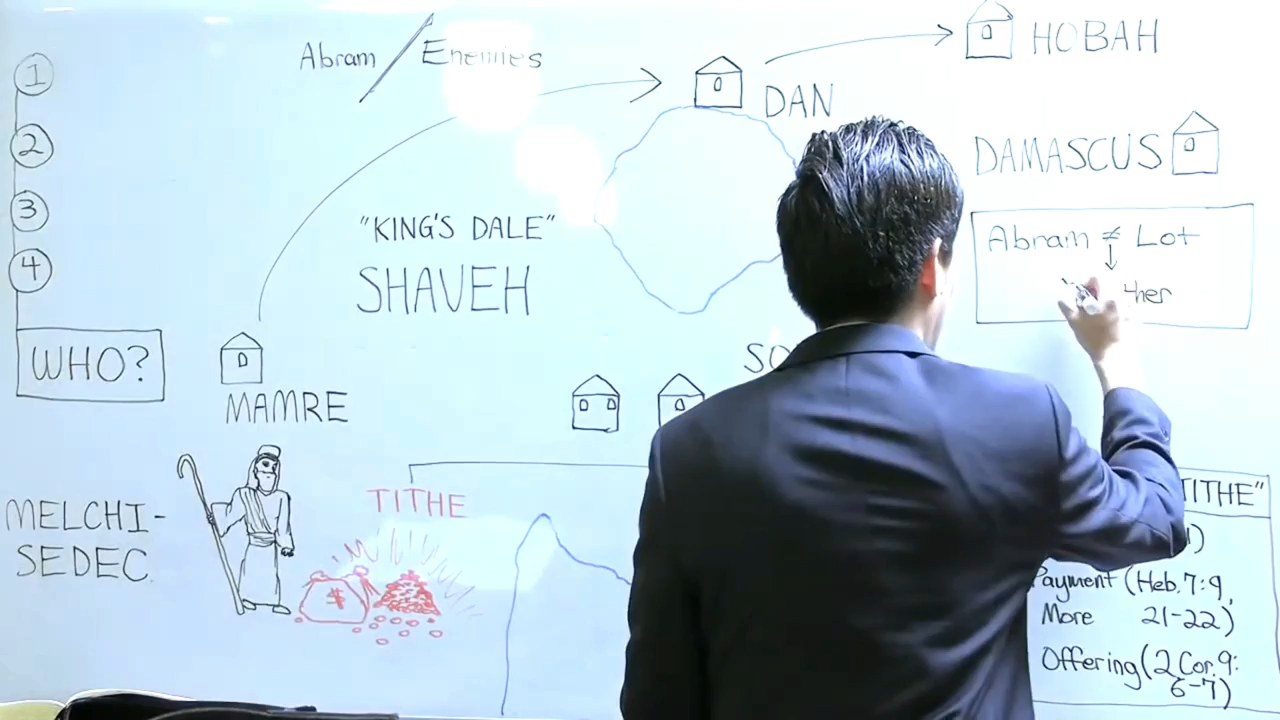 Abram / Enemies
HOBAH
DAN
DAMASCUS
1
2
3
4
WHO?
"KING'S DALE"
SHAVEH
Abram ≠ Lot
MAMRE
MELCHI-
SEDEC
TITHE
$
TITHE"
Payment (Heb. 7:9,
More 21-22)
Offering (2 Cor. 9:
6-7)